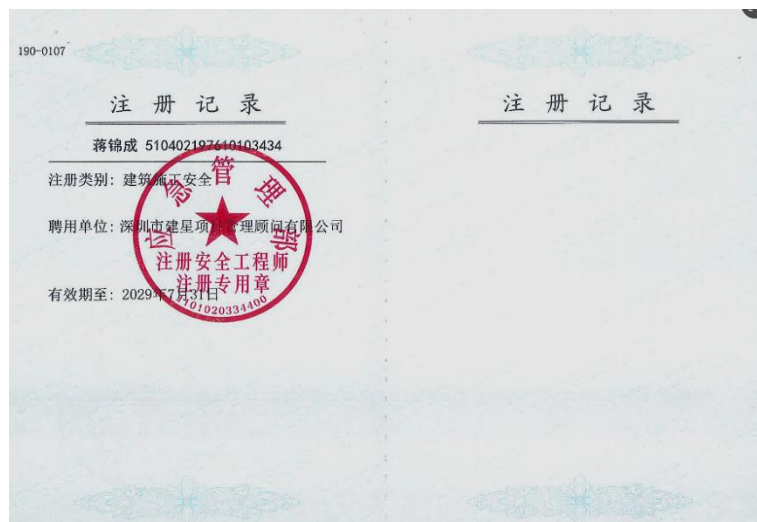 190-0107
注册记录
蒋锦成 510402197610103434
注册类别：建筑施工安全
聘用单位：深圳市建星项目管理顾问有限公司
有效期至：2029年7月31日
应急管理部
注册安全工程师
注册专用章
注册记录